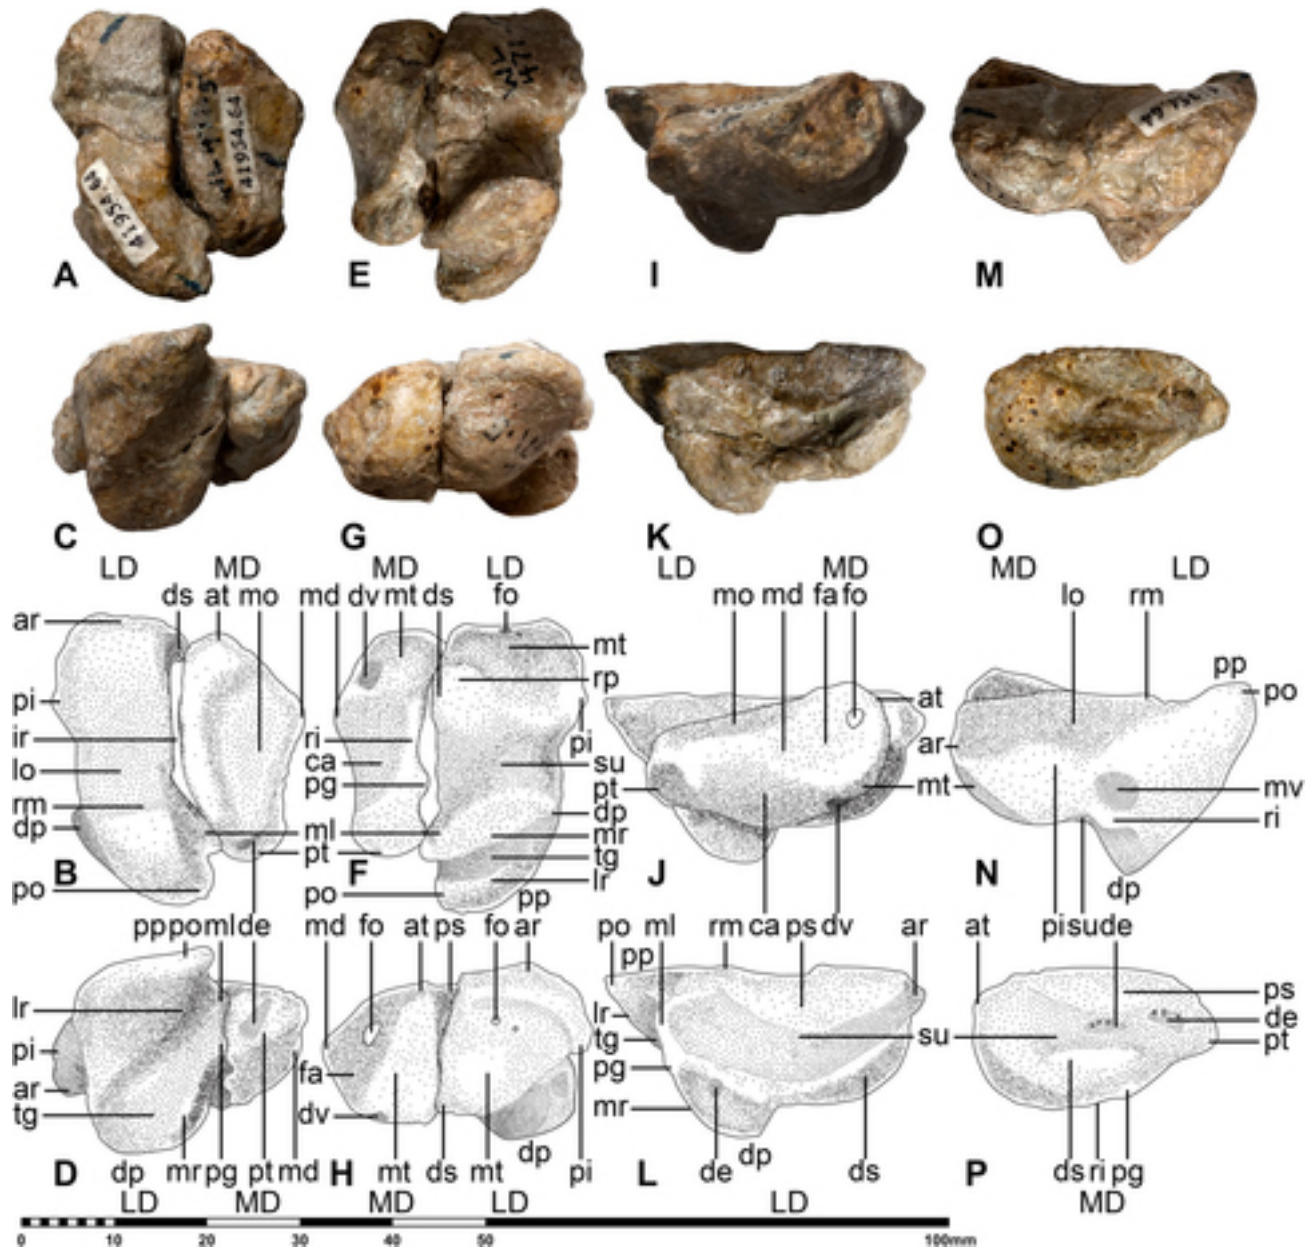 41954.64
41954.64
A
E
I
M
C
G
K
O
LD MD MD LD LD MD MD LD
ds at mo md dv mt ds fo mo md fa fo lo rm
ar mt pp
pi rp at po
ir ri pi ar
lo ca su pt mt mv
rm pg dp ri
dp ml mr
pt tg
po B po F lr pp J N dp
pp po ml de md fo at ps fo ar po ml rm ca ps dv ar at pi su de
pp
lr lr ps
pi tg su de
ar fa pg pt
tg dv mr
dp mr pg pt md mt ds mt dp pi de dp ds ds ri pg
D H L P
LD MD MD LD LD MD
0 10 20 30 40 50 100mm